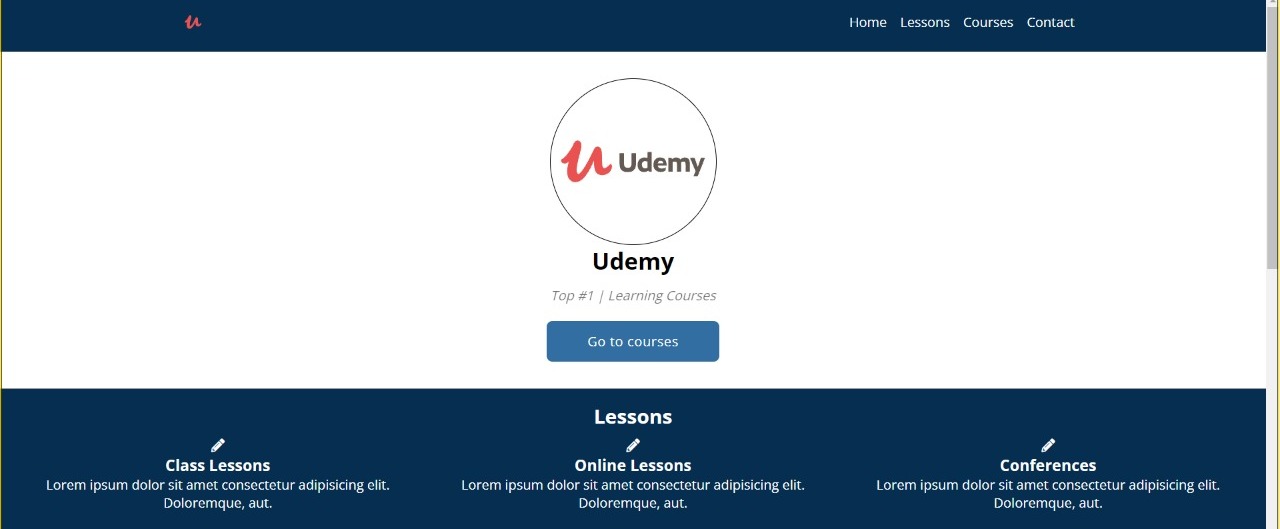 Home Lessons Courses Contact
Udemy
Udemy
Top #1 | Learning Courses
Go to courses
Lessons
Class Lessons
Lorem ipsum dolor sit amet consectetur adipisicing elit.
Doloremque, aut.
Online Lessons
Lorem ipsum dolor sit amet consectetur adipisicing elit.
Doloremque, aut.
Conferences
Lorem ipsum dolor sit amet consectetur adipisicing elit.
Doloremque, aut.